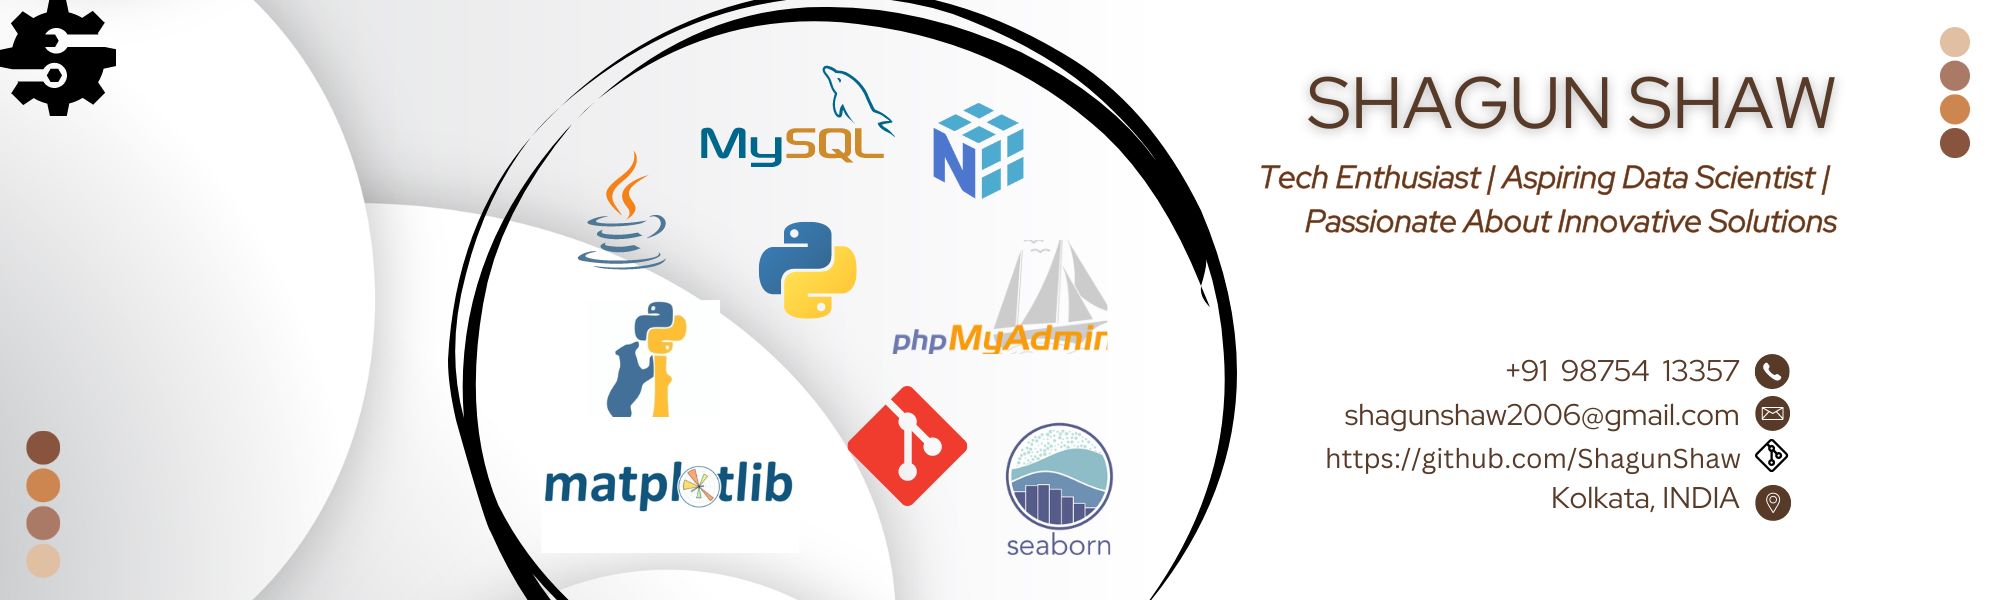 MySQL
N
phpMyAdmin
matplotlib
seaborn
SHAGUN SHAW
Tech Enthusiast | Aspiring Data Scientist |
Passionate About Innovative Solutions
+91 98754 13357
shagunshaw2006@gmail.com
https://github.com/ShagunShaw
Kolkata, INDIA